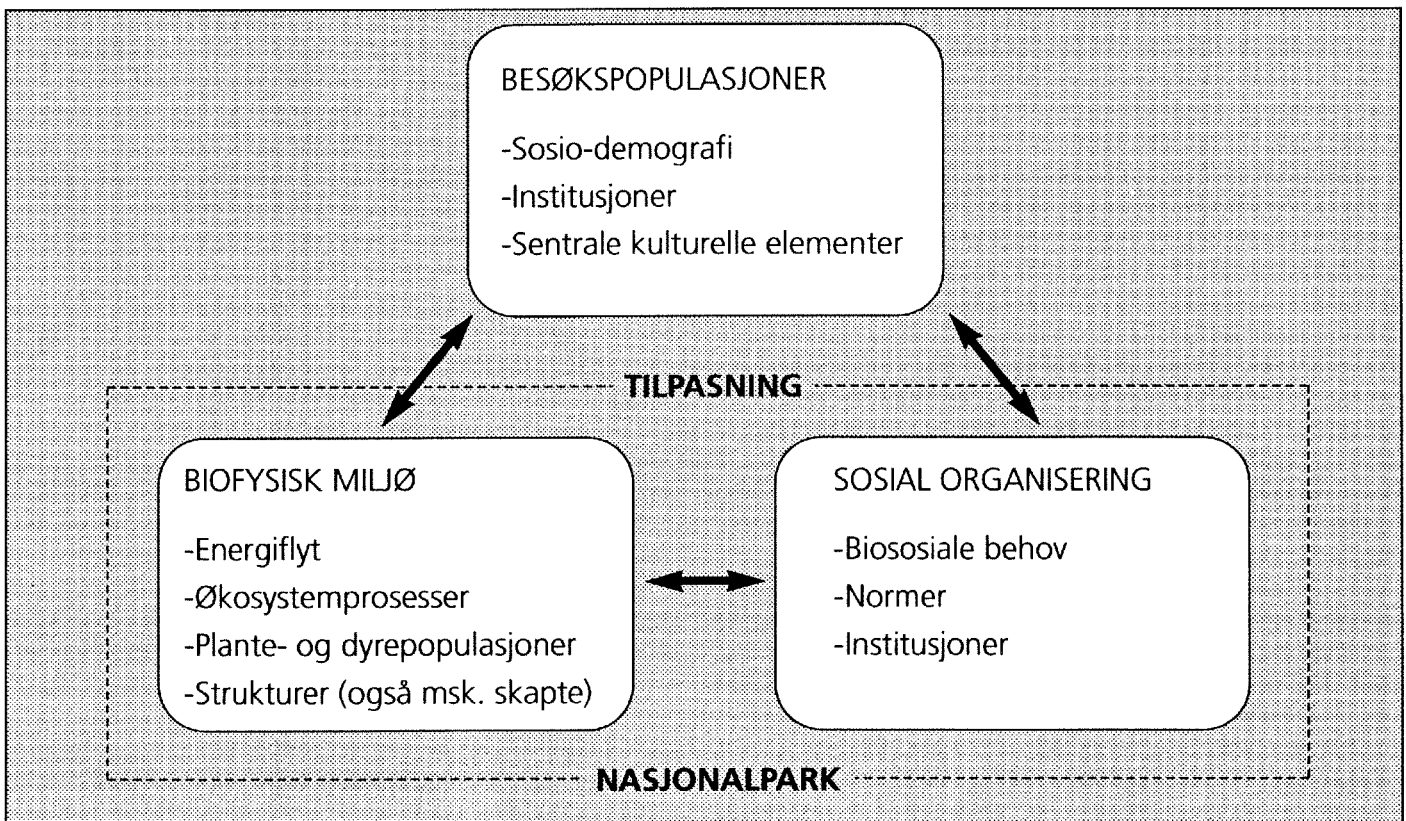 BESØKSPOPULASJONER
-Sosio-demografi
-Institusjoner
-Sentrale kulturelle elementer
TILPASNING
BIOFYSISK MILJØ
-Energiflyt
-Økosystemprosesser
-Plante- og dyrepopulasjoner
-Strukturer (også msk. skapte)
SOSIAL ORGANISERING
-Biososiale behov
-Normer
-Institusjoner
NASJONALPARK